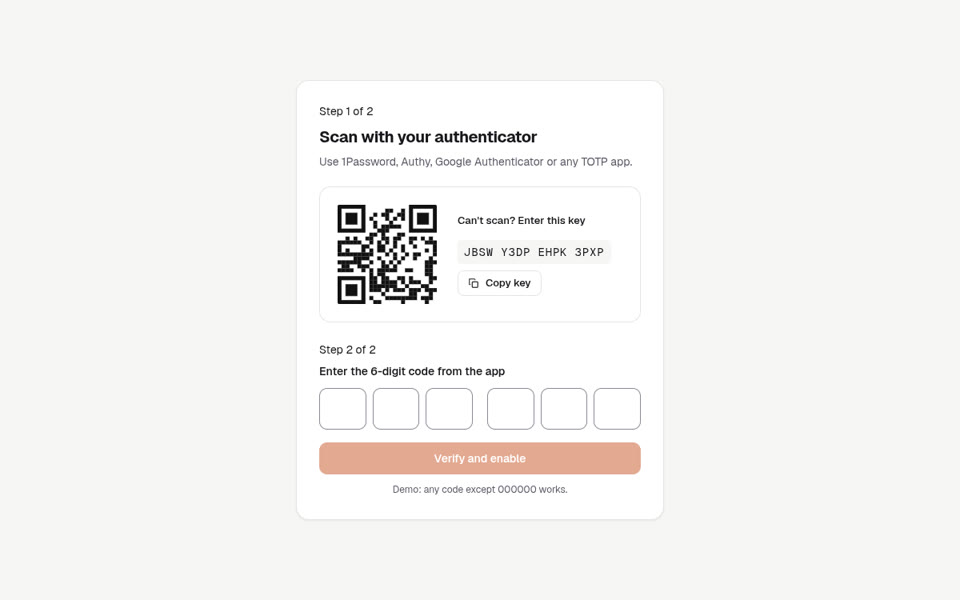 Step 1 of 2
Scan with your authenticator
Use 1Password, Authy, Google Authenticator or any TOTP app.
Can't scan? Enter this key
JBSW Y3DP EHPK 3PXP
Copy key
Step 2 of 2
Enter the 6-digit code from the app
Verify and enable
Demo: any code except 000000 works.